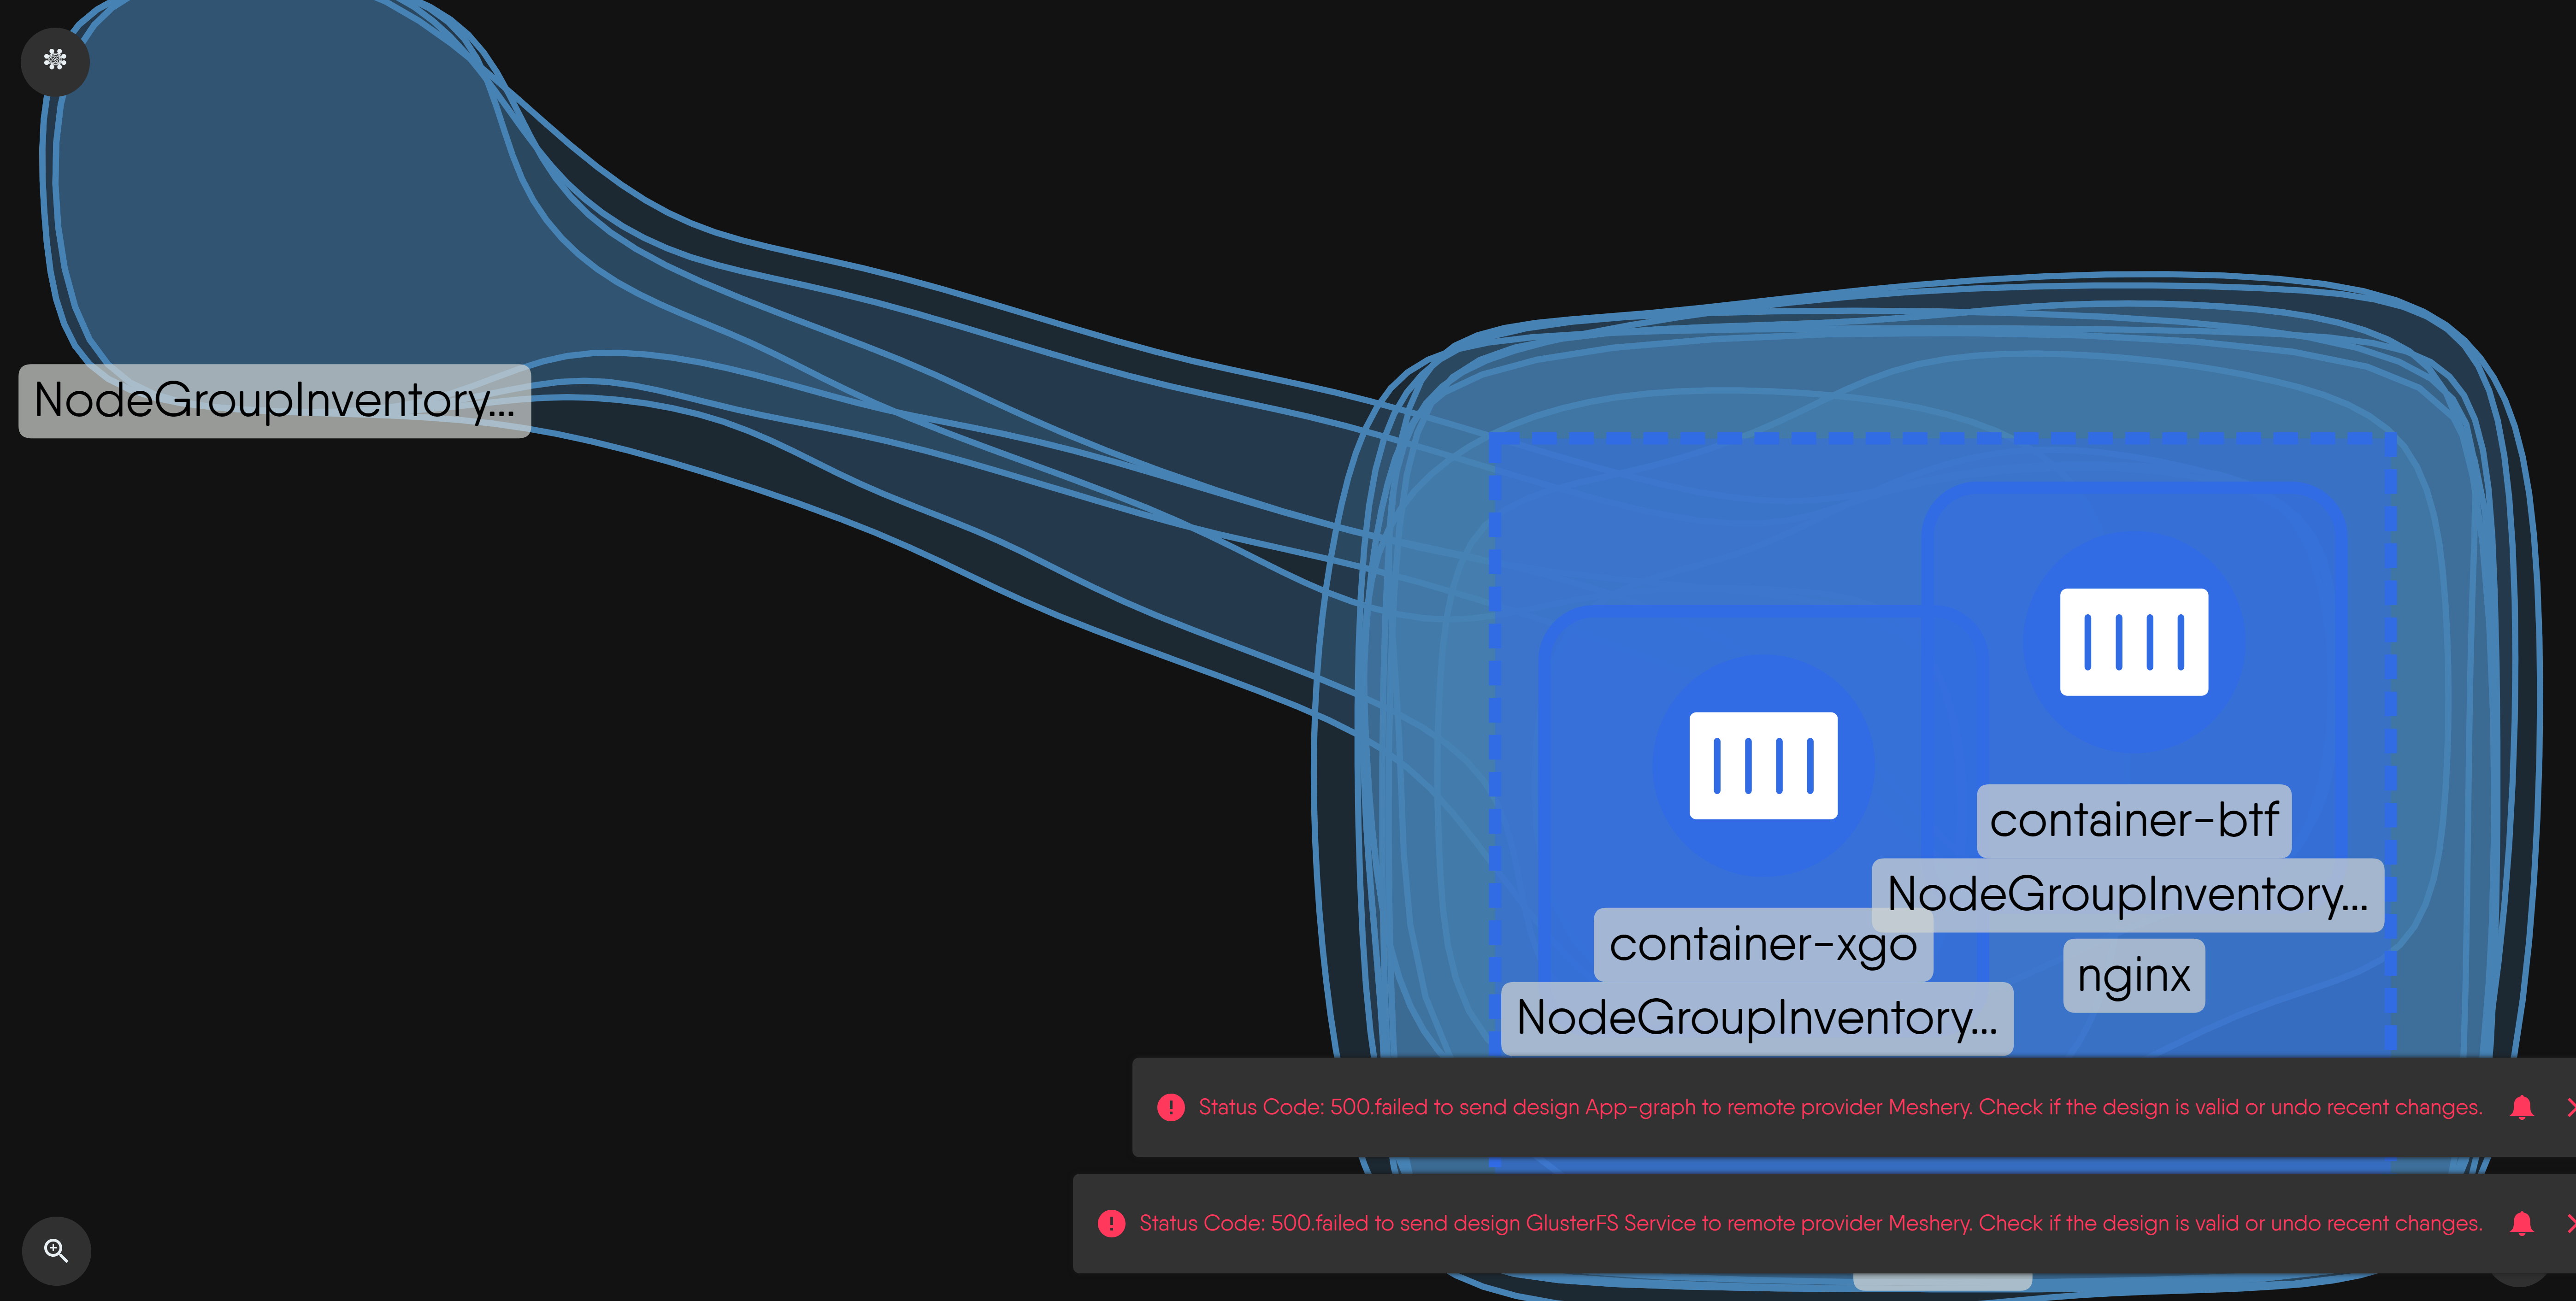 NodeGroupInventory...
container-btf
NodeGroupInventory...
container-xgo
nginx
NodeGroupInventory...
Status Code: 500.failed to send design App-graph to remote provider Meshery. Check if the design is valid or undo recent changes.
Status Code: 500.failed to send design GlusterFS Service to remote provider Meshery. Check if the design is valid or undo recent changes.